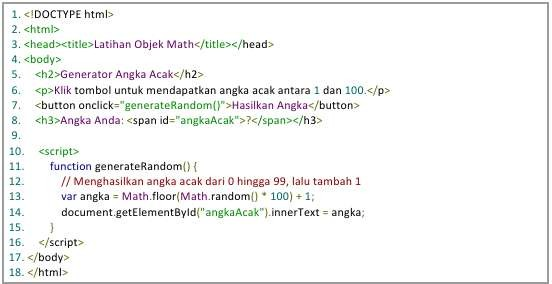 1. <!DOCTYPE html>
2. <html>
3. <head><title>Latihan Objek Math</title></head>
4. <body>
5. <h2>Generator Angka Acak</h2>
6. <p>Klik tombol untuk mendapatkan angka acak antara 1 dan 100.</p>
7. <button onclick="generateRandom()">Hasilkan Angka</button>
8. <h3>Angka Anda: <span id="angkaAcak">?</span></h3>
9.
10. <script>
11. function generateRandom() {
12. // Menghasilkan angka acak dari 0 hingga 99, lalu tambah 1
13. var angka = Math.floor(Math.random() * 100) + 1;
14. document.getElementById("angkaAcak").innerText = angka;
15. }
16. </script>
17. </body>
18. </html>